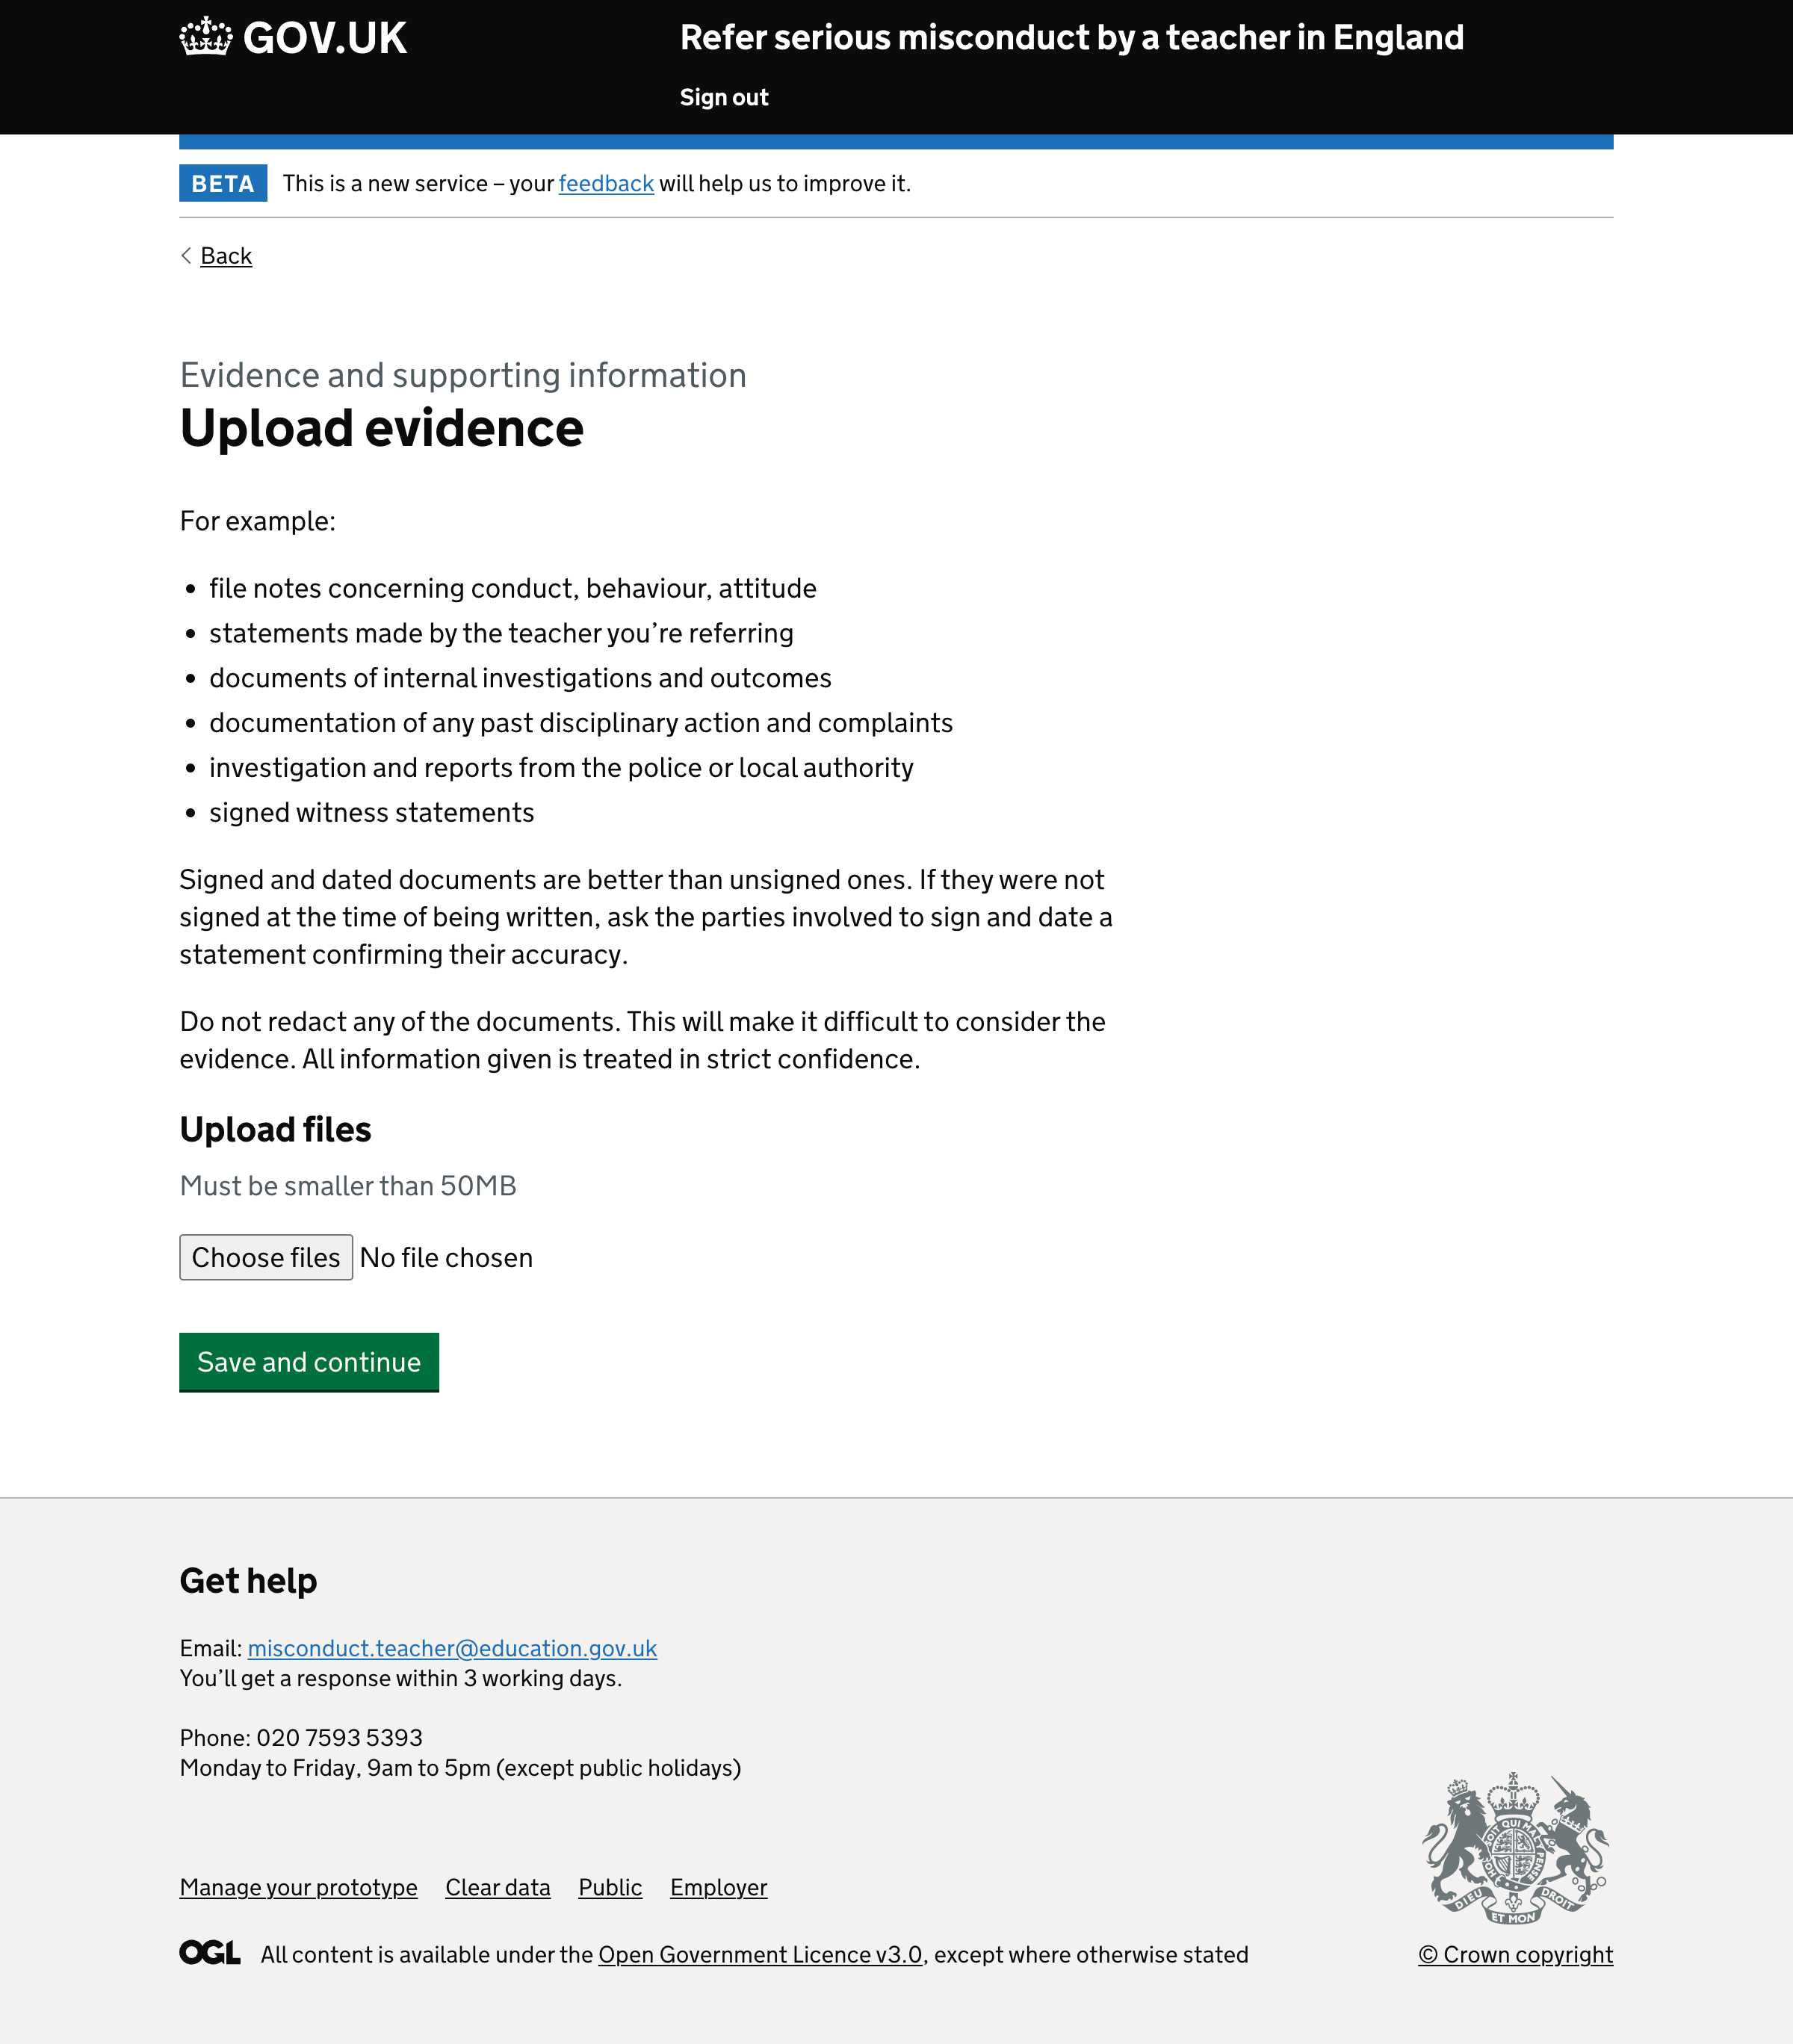 GOV.UK
Refer serious misconduct by a teacher in England
Sign out
BETA This is a new service – your feedback will help us to improve it.
Back
Evidence and supporting information
Upload evidence
For example:
• file notes concerning conduct, behaviour, attitude
• statements made by the teacher you’re referring
• documents of internal investigations and outcomes
• documentation of any past disciplinary action and complaints
• investigation and reports from the police or local authority
• signed witness statements
Signed and dated documents are better than unsigned ones. If they were not
signed at the time of being written, ask the parties involved to sign and date a
statement confirming their accuracy.
Do not redact any of the documents. This will make it difficult to consider the
evidence. All information given is treated in strict confidence.
Upload files
Must be smaller than 50MB
Choose files No file chosen
Save and continue
Get help
Email: misconduct.teacher@education.gov.uk
You’ll get a response within 3 working days.
Phone: 020 7593 5393
Monday to Friday, 9am to 5pm (except public holidays)
Manage your prototype Clear data Public Employer
DIEU ET MON DROIT
OGL All content is available under the Open Government Licence v3.0, except where otherwise stated
© Crown copyright